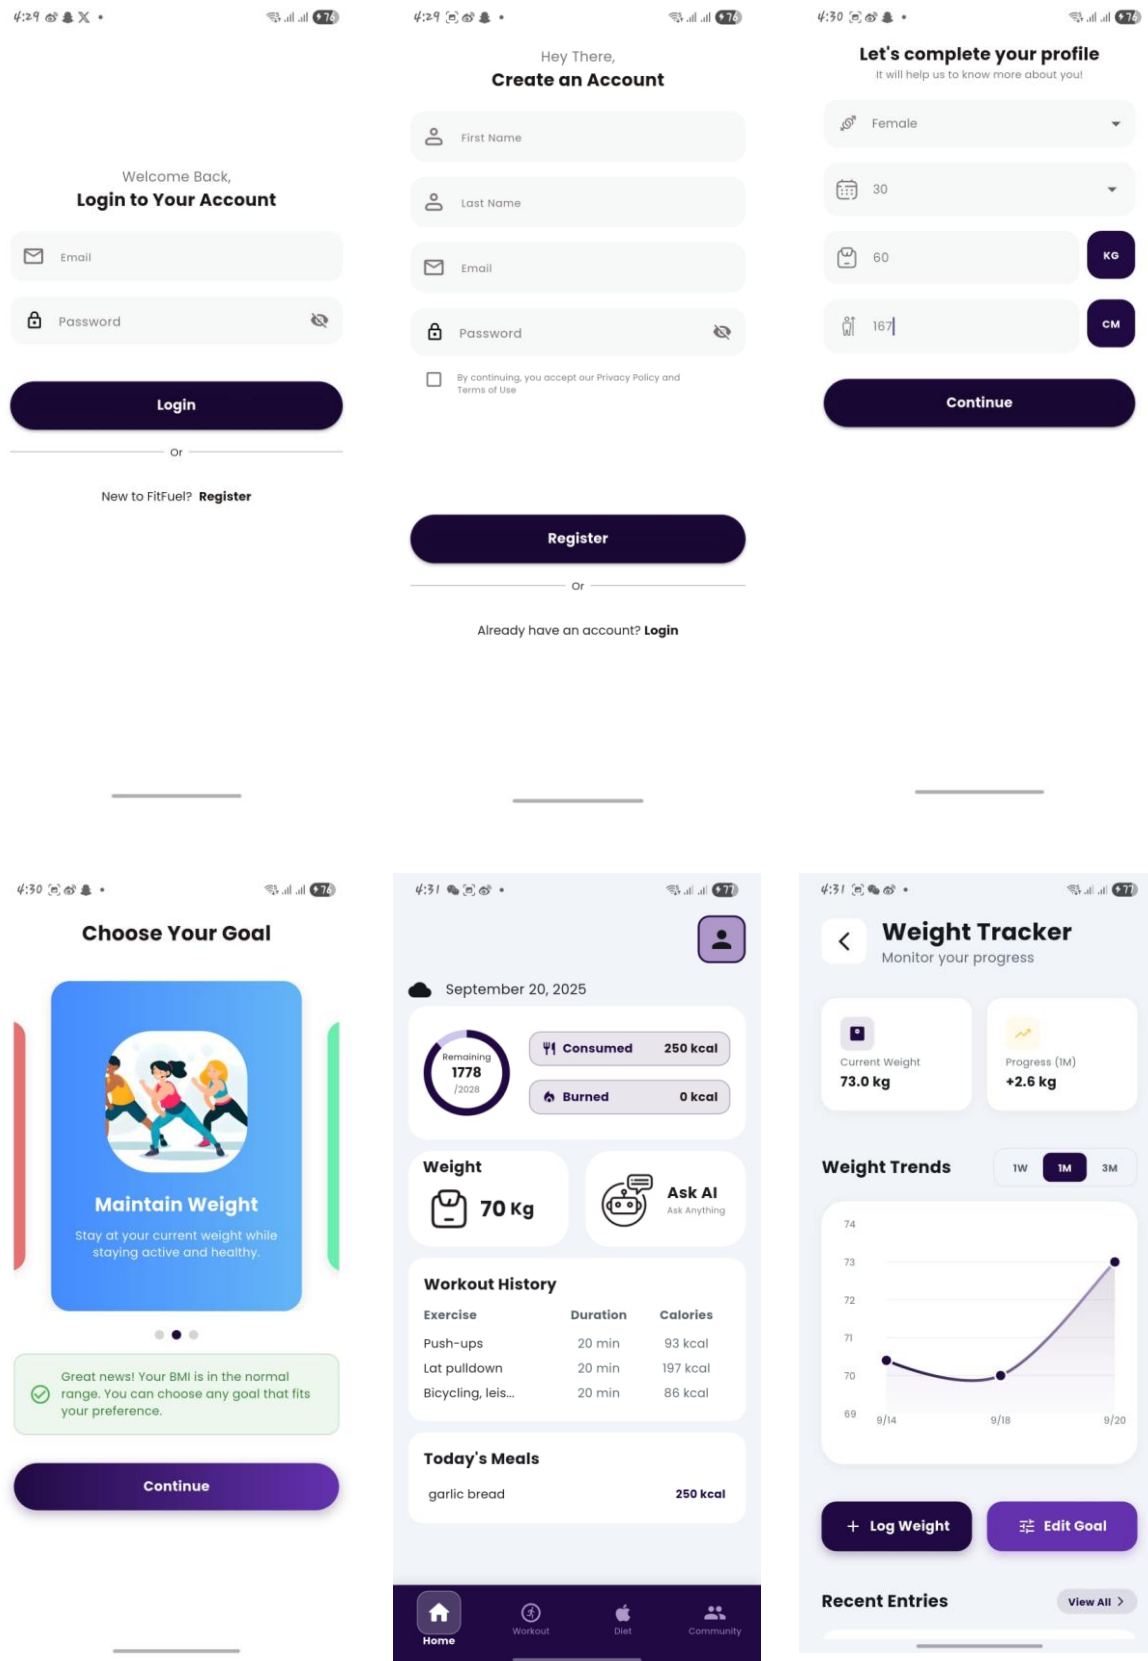 4:29
76
Welcome Back,
Login to Your Account
Email
Password
Login
Or
New to FitFuel? Register
4:29
76
Hey There,
Create an Account
First Name
Last Name
Email
Password
By continuing, you accept our Privacy Policy and
Terms of Use
Register
Or
Already have an account? Login
4:30
76
Let's complete your profile
It will help us to know more about you!
Female
30
60
KG
167
CM
Continue
4:30
76
Choose Your Goal
Maintain Weight
Stay at your current weight while
staying active and healthy.
Great news! Your BMI is in the normal
range. You can choose any goal that fits
your preference.
Continue
4:31
77
September 20, 2025
Remaining
1778
/2028
Consumed 250 kcal
Burned 0 kcal
Weight
70 Kg
Ask AI
Ask Anything
Workout History
Exercise Duration Calories
Push-ups 20 min 93 kcal
Lat pulldown 20 min 197 kcal
Bicycling, leis... 20 min 86 kcal
Today's Meals
garlic bread 250 kcal
Home Workout Diet Community
4:31
77
Weight Tracker
Monitor your progress
Current Weight
73.0 kg
Progress (1M)
+2.6 kg
Weight Trends
1W 1M 3M
74
73
72
71
70
69
9/14 9/18 9/20
+ Log Weight
Edit Goal
Recent Entries
View All >